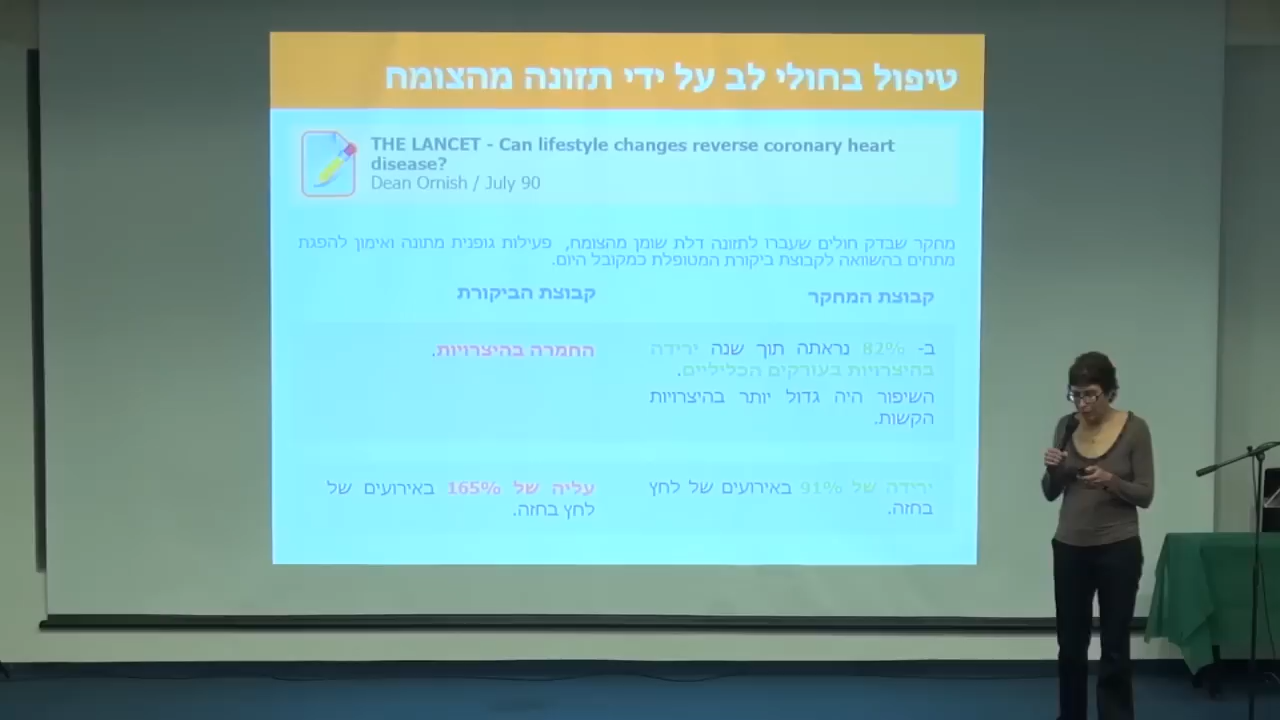 טיפול בחולי לב על ידי תזונה מהצומח
THE LANCET - Can lifestyle changes reverse coronary heart
disease?
Dean Ornish / July 90
מחקר שבדק חולים שעברו לתזונה דלת שומן מהצומח, פעילות גופנית מתונה ואימון להפגת
מתחים בהשוואה לקבוצת ביקורת המטופלת כמקובל היום.
קבוצת המחקר
קבוצת הביקורת
ב- 82% נראתה תוך שנה ירידה
בהיצרויות בעורקים הכליליים.
השיפור היה גדול יותר בהיצרויות
הקשות.
החמרה בהיצרויות.
ירידה של 91% באירועים של לחץ
בחזה.
עליה של 165% באירועים של
לחץ בחזה.